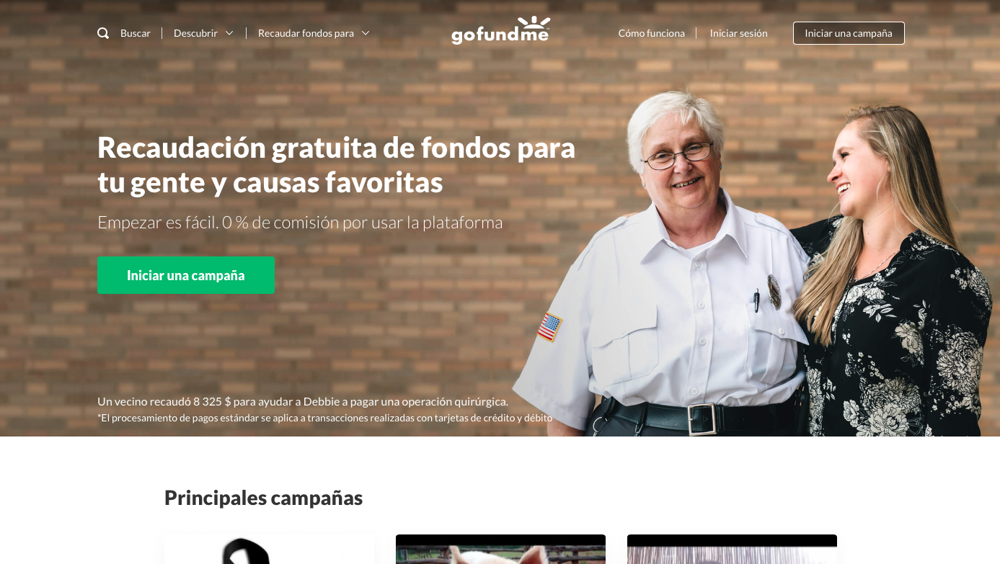 Buscar
Descubrir
Recaudar fondos para
gofundme™
Cómo funciona
Iniciar sesión
Iniciar una campaña
Recaudación gratuita de fondos para
tu gente y causas favoritas
Empezar es fácil. 0 % de comisión por usar la plataforma
Iniciar una campaña
Un vecino recaudó 8 325 $ para ayudar a Debbie a pagar una operación quirúrgica.
*El procesamiento de pagos estándar se aplica a transacciones realizadas con tarjetas de crédito y débito
Principales campañas